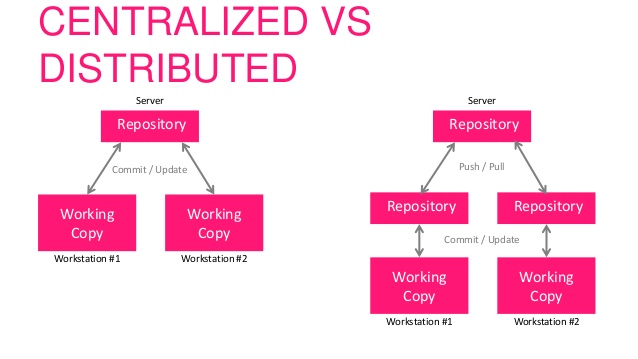 CENTRALIZED VS
DISTRIBUTED
Server
Repository
Commit / Update
Working
Copy
Workstation #1
Working
Copy
Workstation #2
Server
Repository
Push / Pull
Repository
Repository
Commit / Update
Working
Copy
Workstation #1
Working
Copy
Workstation #2